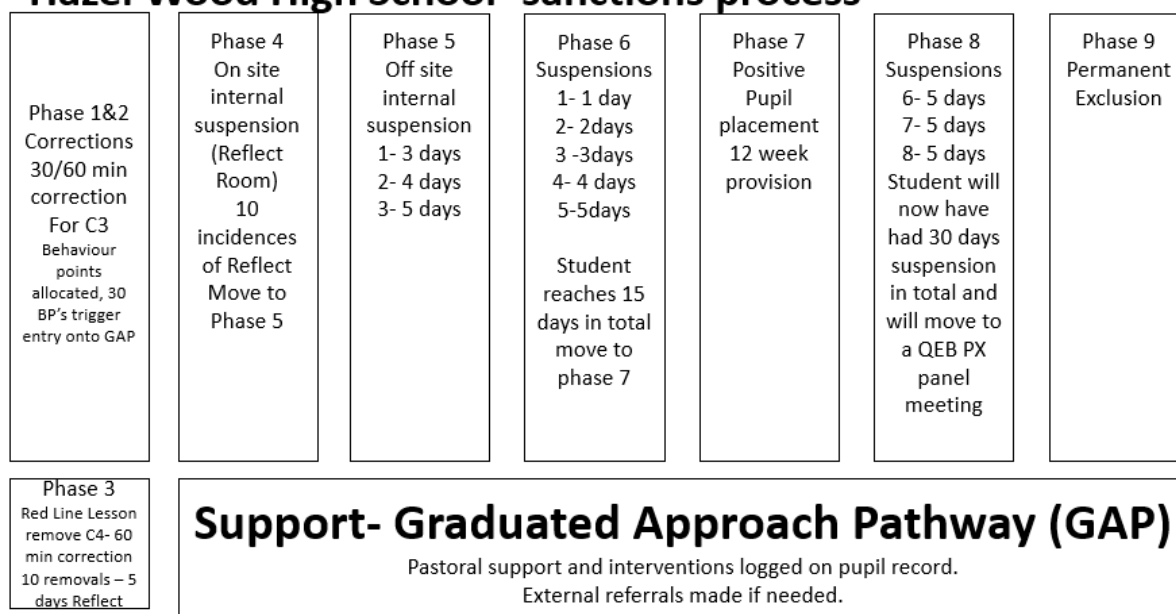 Hazel Wood High School sanctions process
Phase 1&2
Corrections
30/60 min
correction
For C3
Behaviour
points
allocated, 30
BP's trigger
entry onto GAP
Phase 4
On site
internal
suspension
(Reflect
Room)
10
incidences
of Reflect
Move to
Phase 5
Phase 5
Off site
internal
suspension
1- 3 days
2- 4 days
3- 5 days
Phase 6
Suspensions
1- 1 day
2- 2days
3 -3days
4- 4 days
5-5days
Student
reaches 15
days in total
move to
phase 7
Phase 7
Positive
Pupil
placement
12 week
provision
Phase 8
Suspensions
6- 5 days
7- 5 days
8- 5 days
Student will
now have
had 30 days
suspension
in total and
will move to
a QEB PX
panel
meeting
Phase 9
Permanent
Exclusion
Phase 3
Red Line Lesson
remove C4- 60
min correction
10 removals – 5
days Reflect
Support- Graduated Approach Pathway (GAP)
Pastoral support and interventions logged on pupil record.
External referrals made if needed.